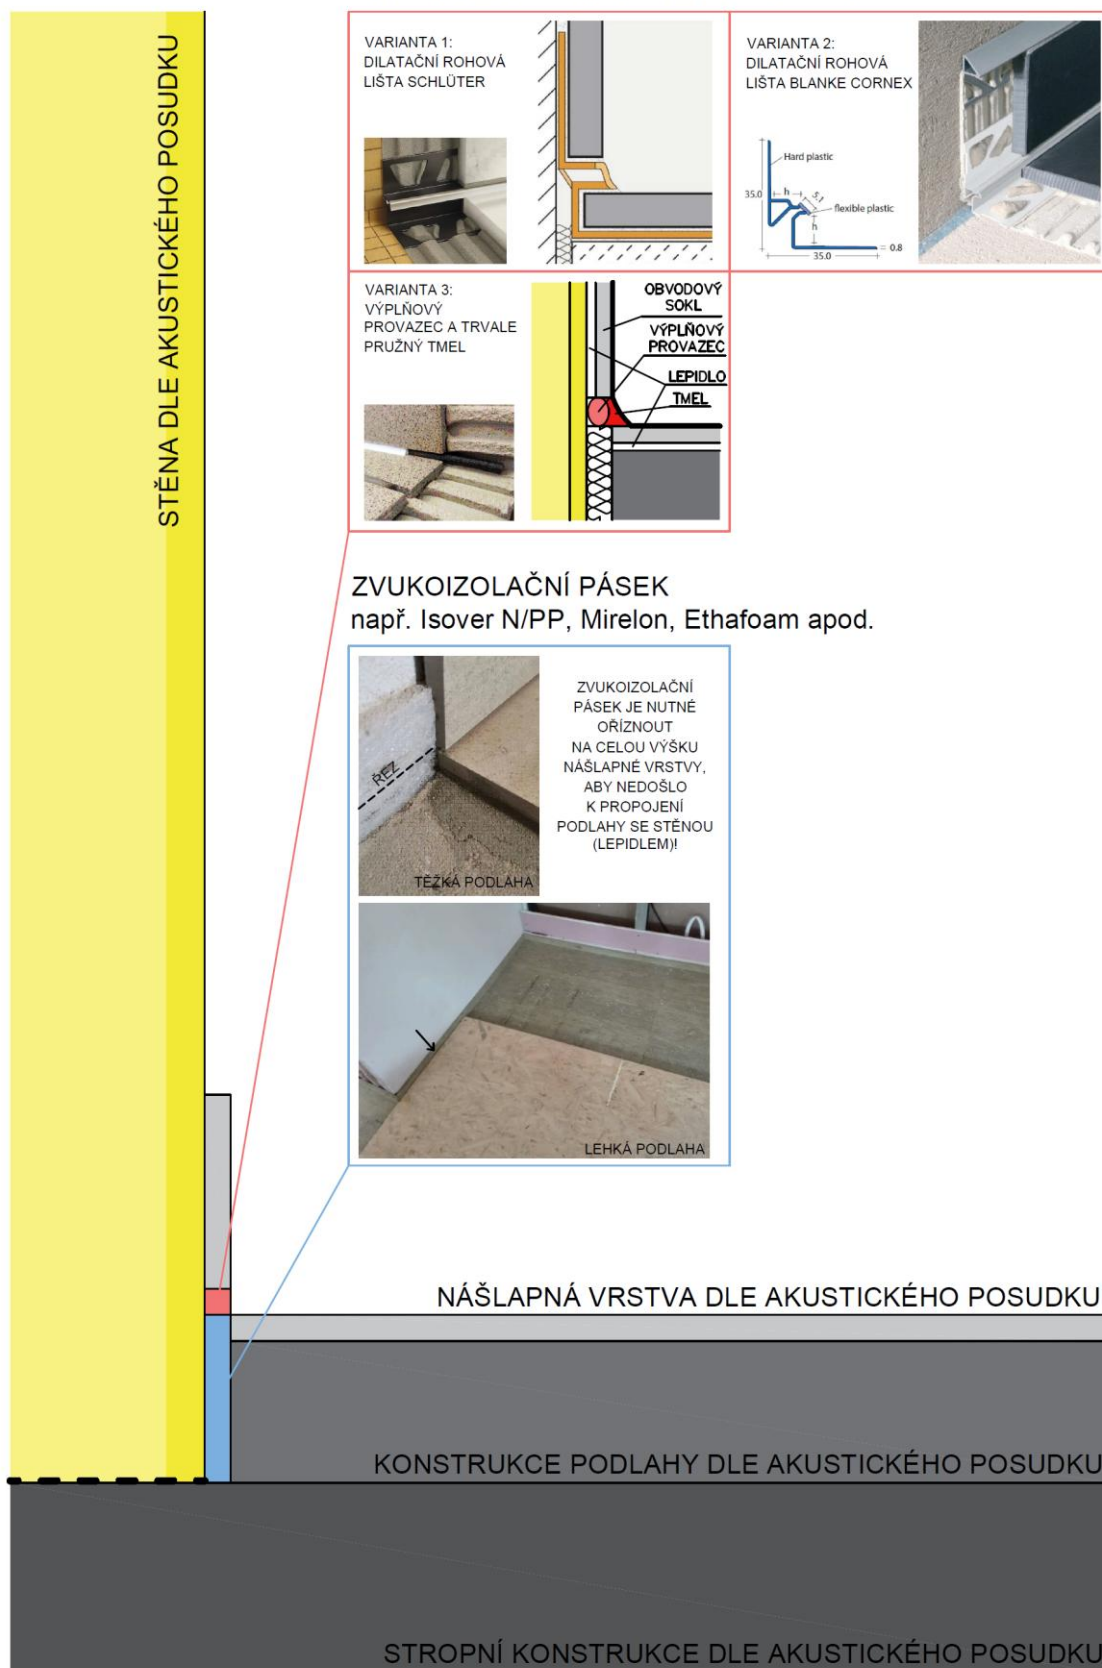 STĚNA DLE AKUSTICKÉHO POSUDKU
VARIANTA 1:
DILATAČNÍ ROHOVÁ
LIŠTA SCHLÜTER
VARIANTA 2:
DILATAČNÍ ROHOVÁ
LIŠTA BLANKE CORNEX
Hard plastic
35.0
h
5.1
flexible plastic
h
0.8
35.0
VARIANTA 3:
VÝPLŇOVÝ
PROVAZEC A TRVALE
PRUŽNÝ TMEL
OBVODOVÝ
SOKL
VÝPLŇOVÝ
PROVAZEC
LEPIDLO
TMEL
ZVUKOIZOLAČNÍ PÁSEK
např. Isover N/PP, Mirelon, Ethafoam apod.
ŘEZ
TĚŽKÁ PODLAHA
ZVUKOIZOLAČNÍ
PÁSEK JE NUTNÉ
OŘÍZNOUT
NA CELOU VÝŠKU
NÁŠLAPNÉ VRSTVY,
ABY NEDOŠLO
K PROPOJENÍ
PODLAHY SE STĚNOU
(LEPIDLEM)!
LEHKÁ PODLAHA
NÁŠLAPNÁ VRSTVA DLE AKUSTICKÉHO POSUDKU
KONSTRUKCE PODLAHY DLE AKUSTICKÉHO POSUDKU
STROPNÍ KONSTRUKCE DLE AKUSTICKÉHO POSUDKU